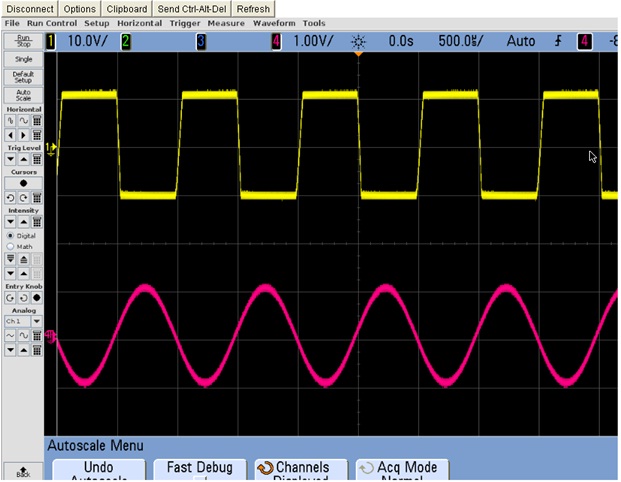 Disconnect Options Clipboard Send Ctrl-Alt-Del Refresh
File Run Control Setup Horizontal Trigger Measure Waveform Tools
Run
Stop
1 10.0V/ 2 3 4 1.00V/ 0.0s 500.0 Auto 4
Single
Default
Setup
Auto
Scale
Horizontal
Trig Level
Cursors
Intensity
Digital
Math
Entry Knob
Analog
Ch 1
Autoscale Menu
Back
Undo
Autoscale
Fast Debug
Channels
Displayed
Acq Mode
Normal